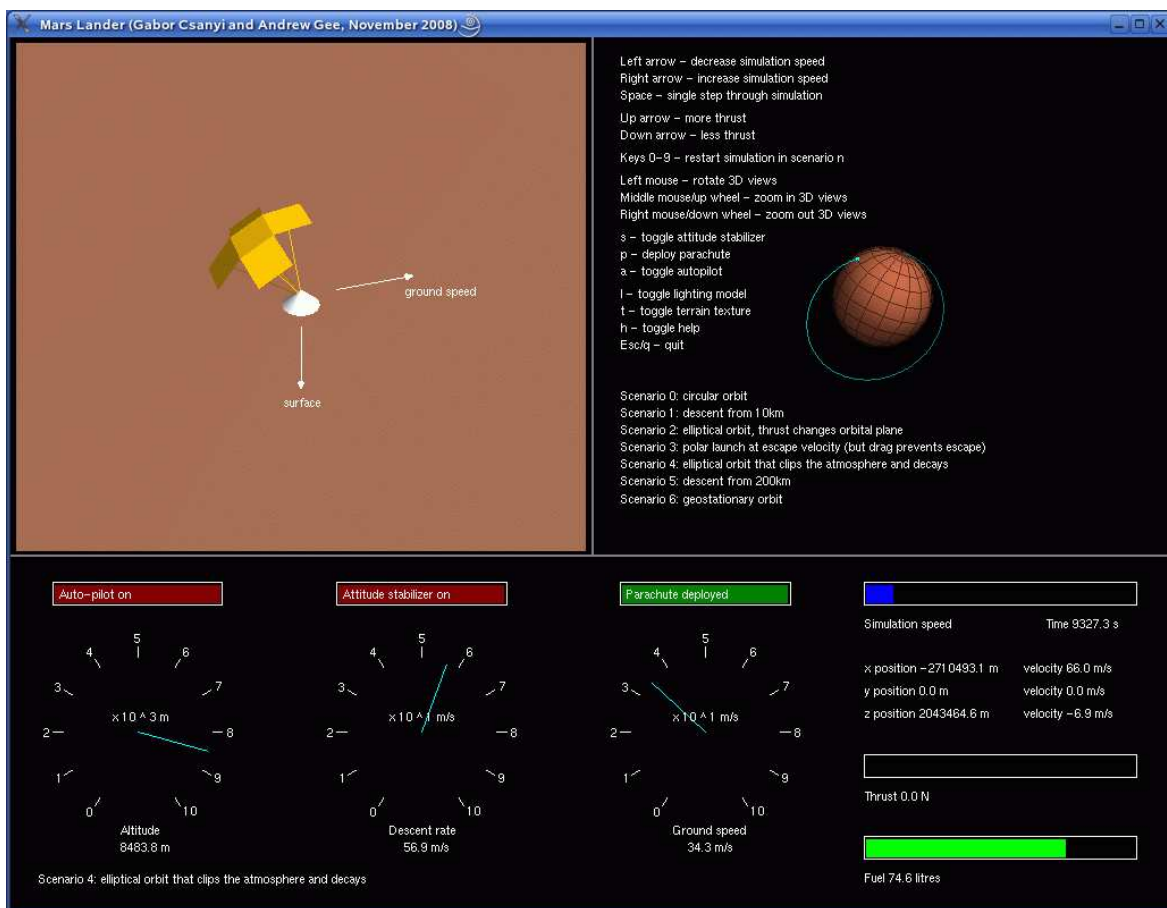 Mars Lander (Gabor Csanyi and Andrew Gee, November 2008)
ground speed
surface
Left arrow – decrease simulation speed
Right arrow – increase simulation speed
Space – single step through simulation
Up arrow – more thrust
Down arrow – less thrust
Keys 0–9 – restart simulation in scenario n
Left mouse – rotate 3D views
Middle mouse/up wheel – zoom in 3D views
Right mouse/down wheel – zoom out 3D views
s – toggle attitude stabilizer
p – deploy parachute
a – toggle autopilot
l – toggle lighting model
t – toggle terrain texture
h – toggle help
Esc/q – quit
Scenario 0: circular orbit
Scenario 1: descent from 10km
Scenario 2: elliptical orbit, thrust changes orbital plane
Scenario 3: polar launch at escape velocity (but drag prevents escape)
Scenario 4: elliptical orbit that clips the atmosphere and decays
Scenario 5: descent from 200km
Scenario 6: geostationary orbit
Auto-pilot on
0 1 2 3 4 5 6 7 8 9 10
x 10 ^ 3 m
Altitude
8483.8 m
Attitude stabilizer on
0 1 2 3 4 5 6 7 8 9 10
x 10 ^ 1 m/s
Descent rate
56.9 m/s
Parachute deployed
0 1 2 3 4 5 6 7 8 9 10
x 10 ^ 1 m/s
Ground speed
34.3 m/s
Simulation speed Time 9327.3 s
x position −2710493.1 m velocity 66.0 m/s
y position 0.0 m velocity 0.0 m/s
z position 2043464.6 m velocity −6.9 m/s
Thrust 0.0 N
Fuel 74.6 litres
Scenario 4: elliptical orbit that clips the atmosphere and decays